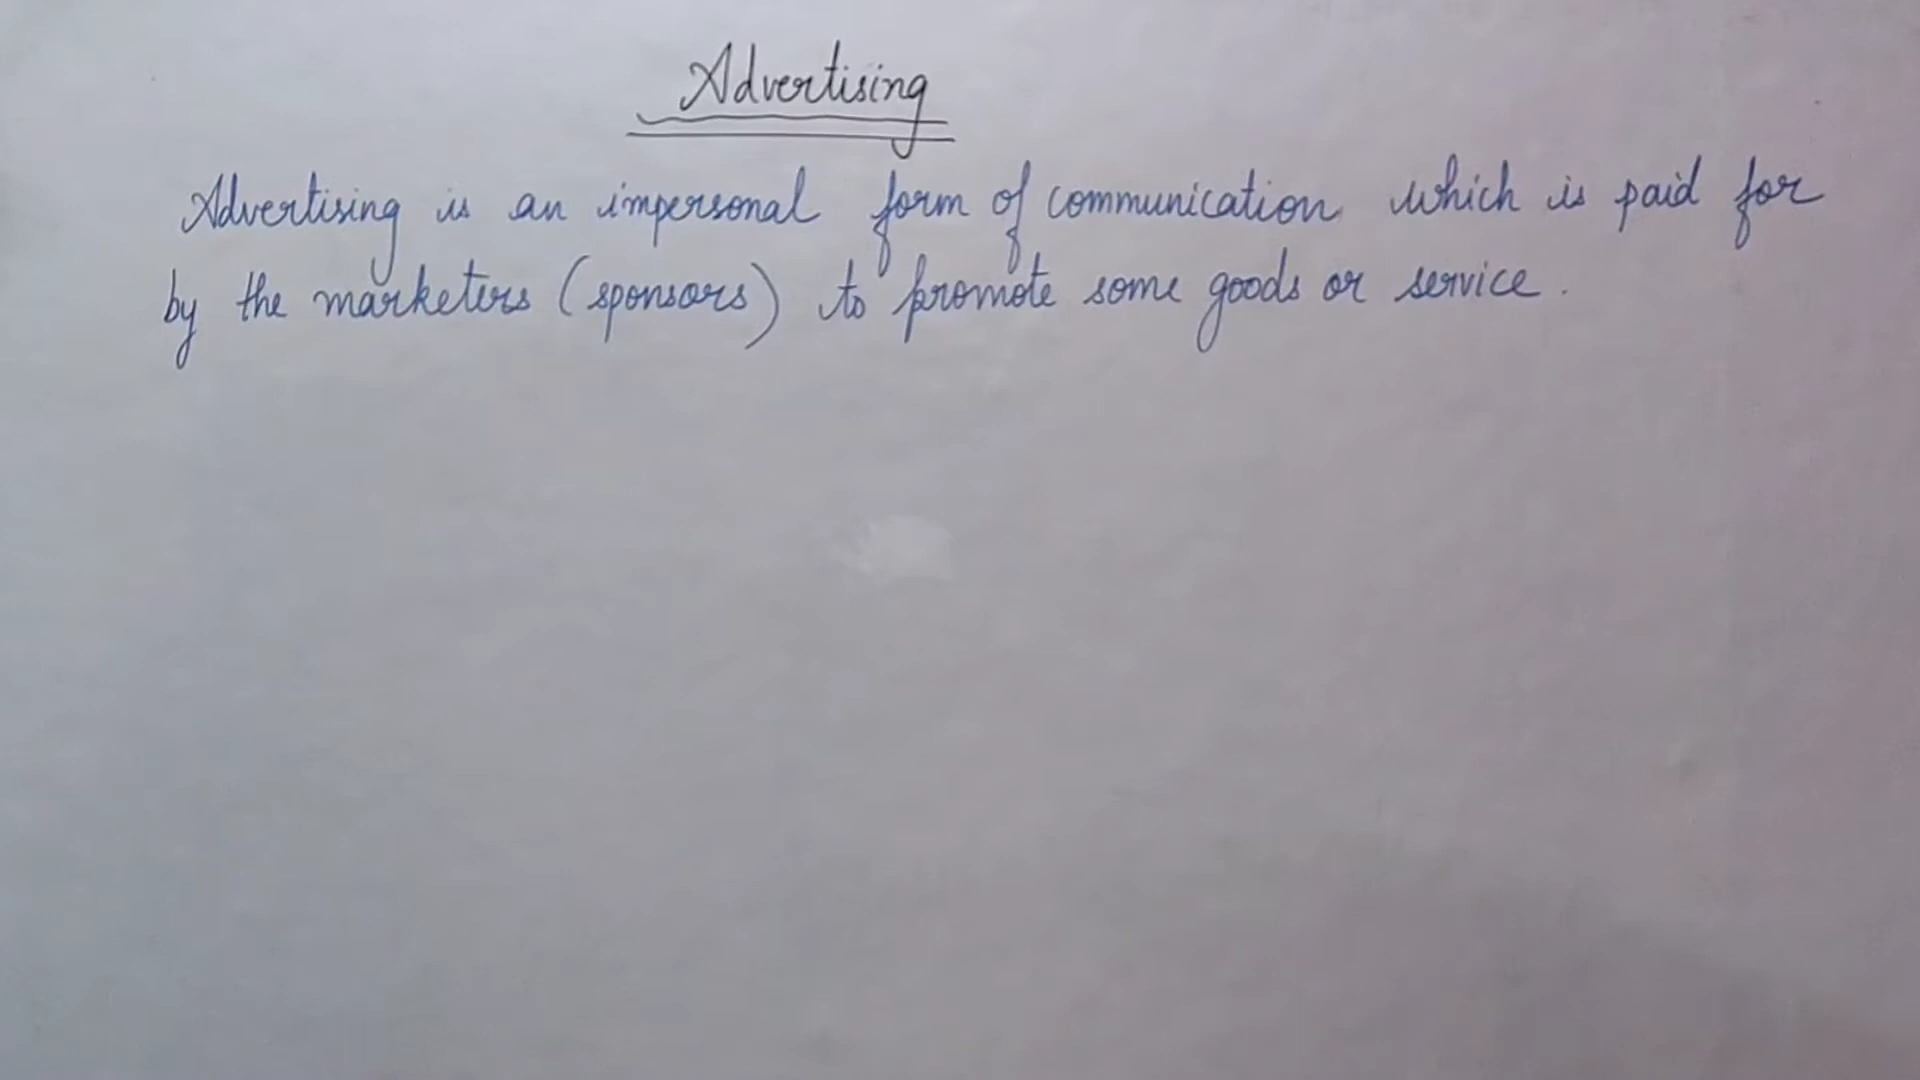 Advertising
Advertising is an impersonal form of communication which is paid for
by the marketers (sponsors) to promote some goods or service.